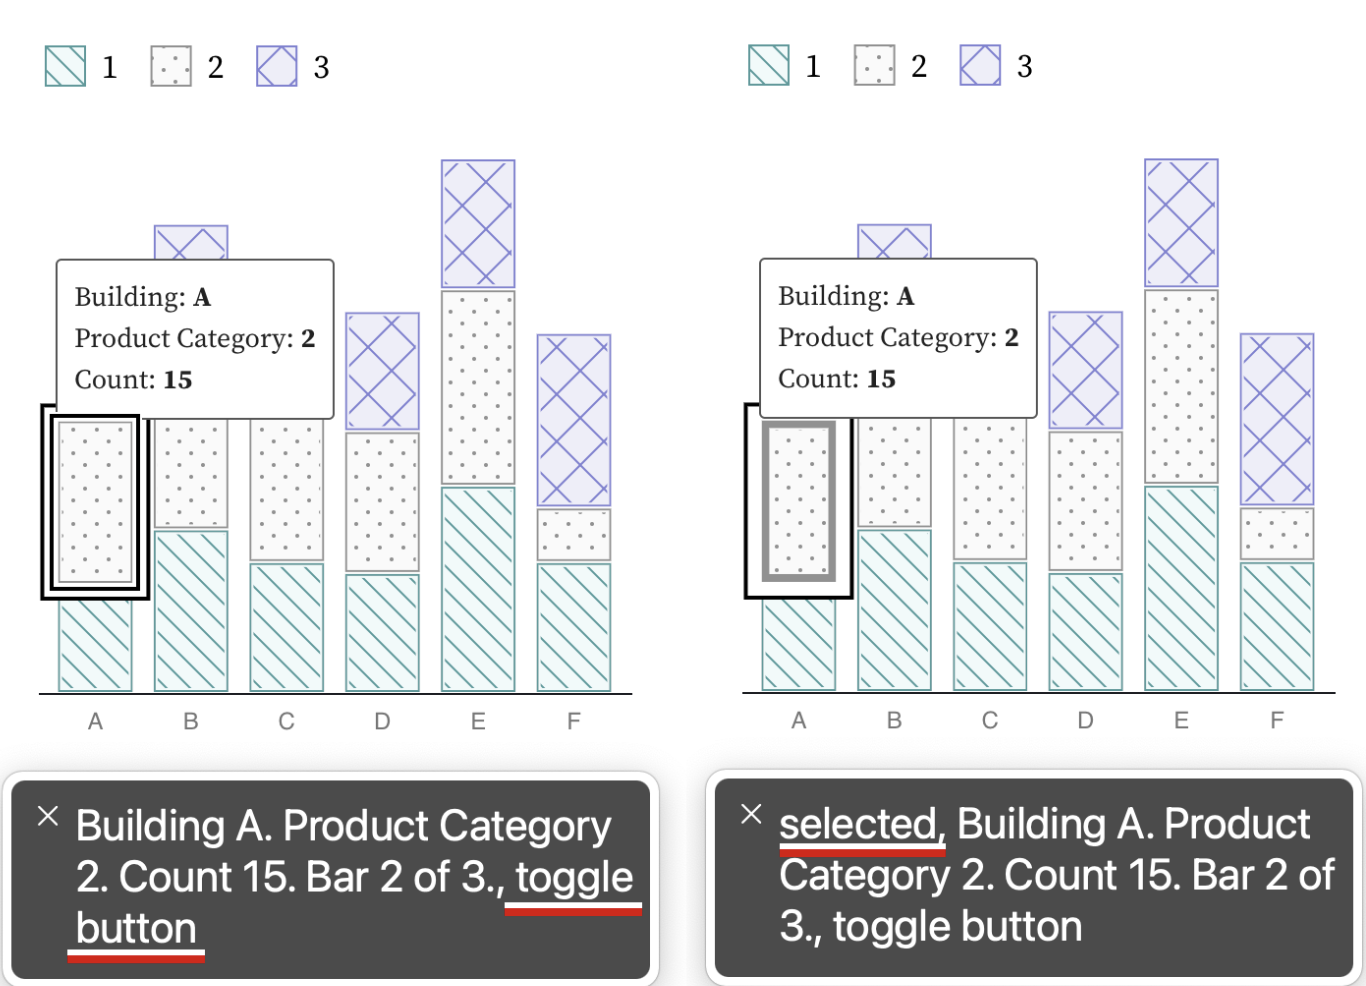 1 2 3
Building: A
Product Category: 2
Count: 15
A B C D E F
Building A. Product Category
2. Count 15. Bar 2 of 3., toggle
button
1 2 3
Building: A
Product Category: 2
Count: 15
A B C D E F
selected, Building A. Product
Category 2. Count 15. Bar 2 of
3., toggle button